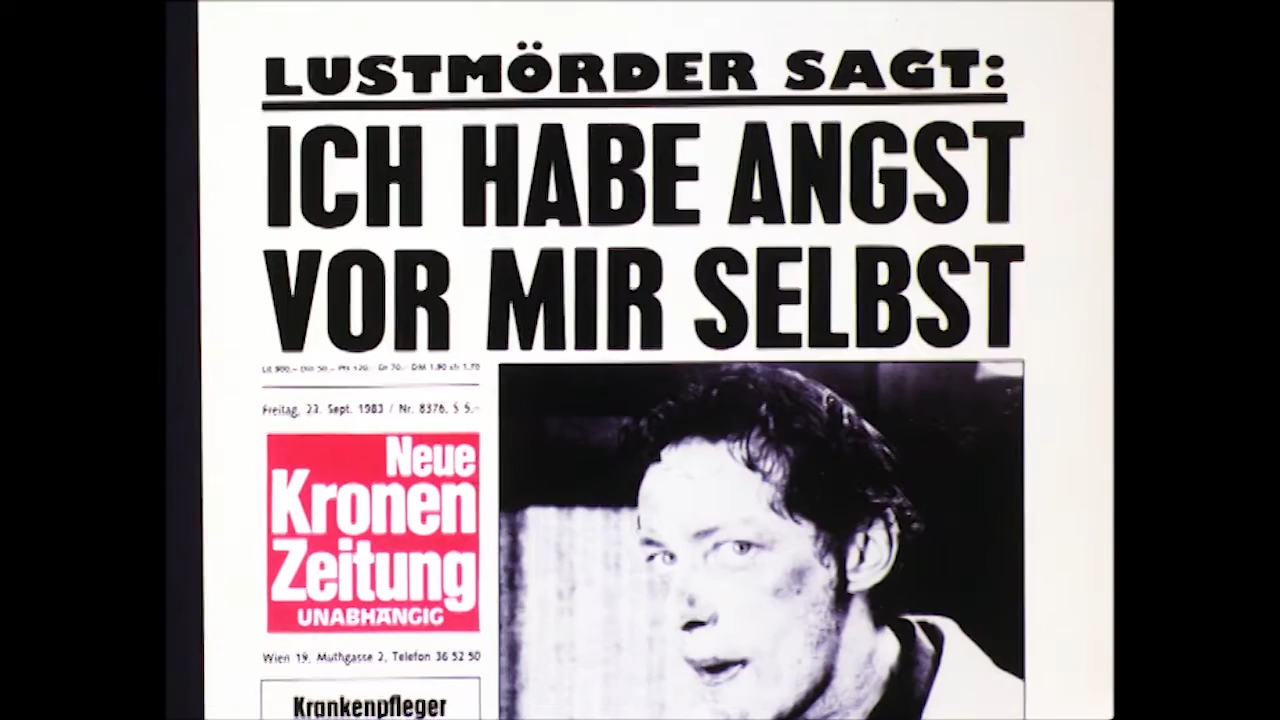 LUSTMÖRDER SAGT:
ICH HABE ANGST
VOR MIR SELBST
Freitag, 23. Sept. 1983 / Nr. 8376, S 5,-
Neue
Kronen
Zeitung
UNABHÄNGIG
Wien 19, Muthgasse 2, Telefon 36 52 50
Krankenpfleger